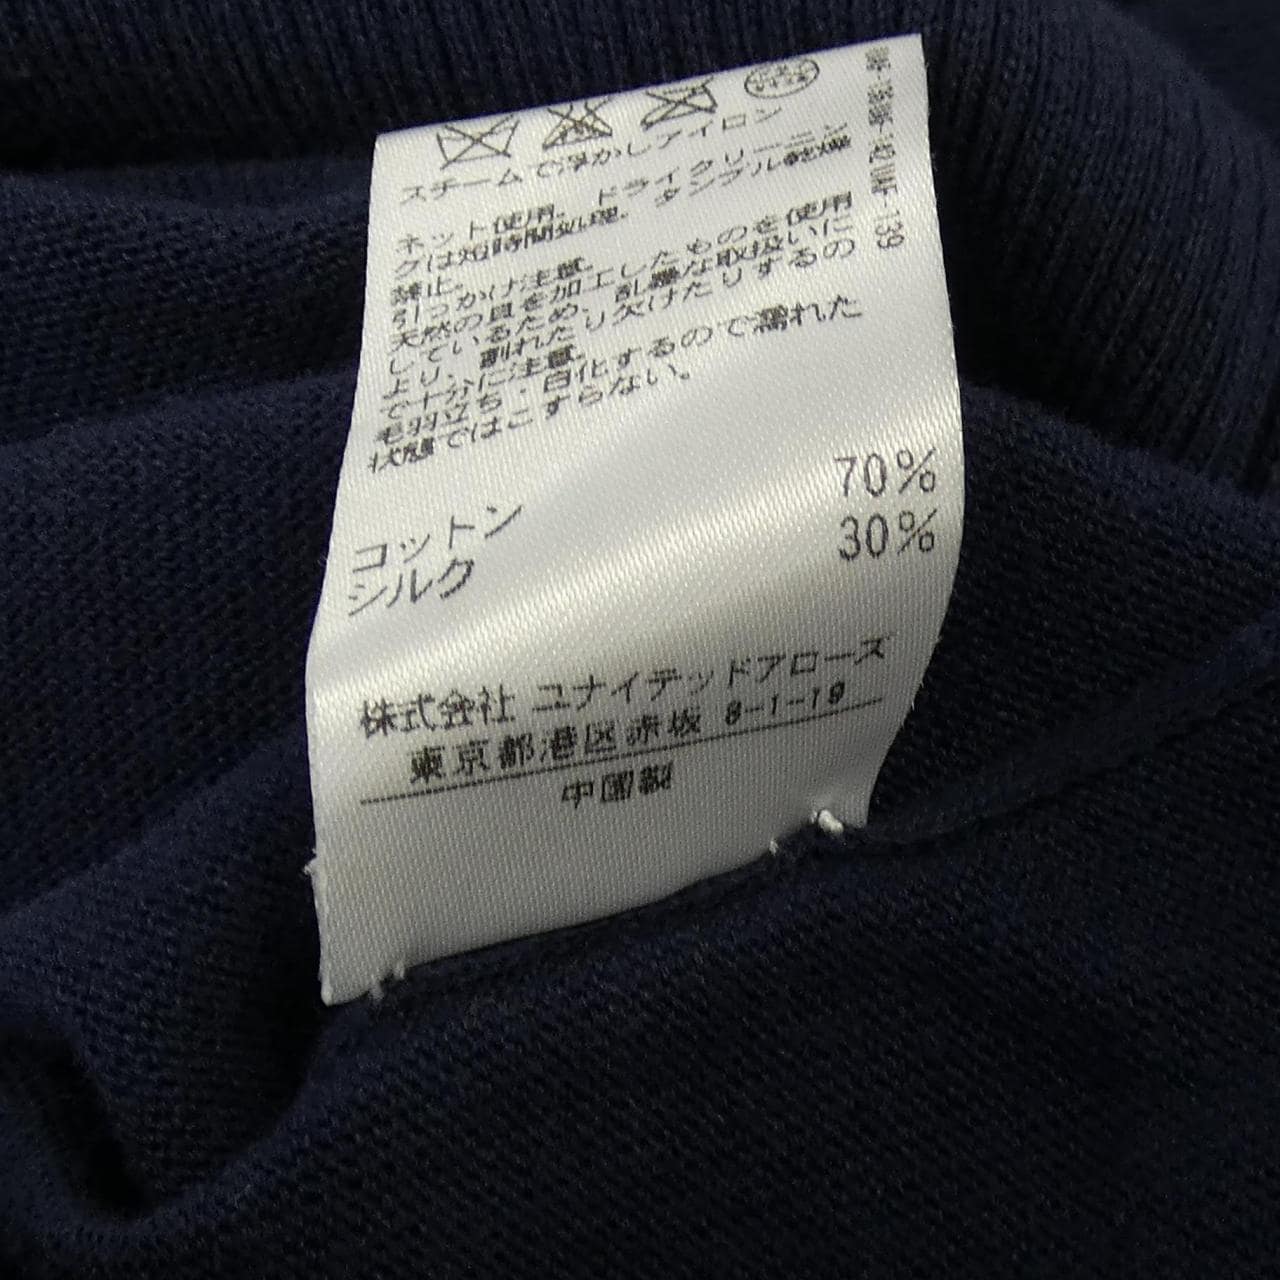 スチームで浮かしアイロン
ネット使用．ドライクリーニン
グは短時間処理．タンブル乾燥
禁止．
引っかけ注意．
天然の目を加工したものを使用
しているため，乱暴な取扱いに
より，割れたり欠けたりするの
で十分に注意．
毛羽立ち・白化するので濡れた
状態ではこすらない。
コットン 70%
シルク 30%
株式会社 ユナイテッドアローズ
東京都港区赤坂 8-1-19
中国製